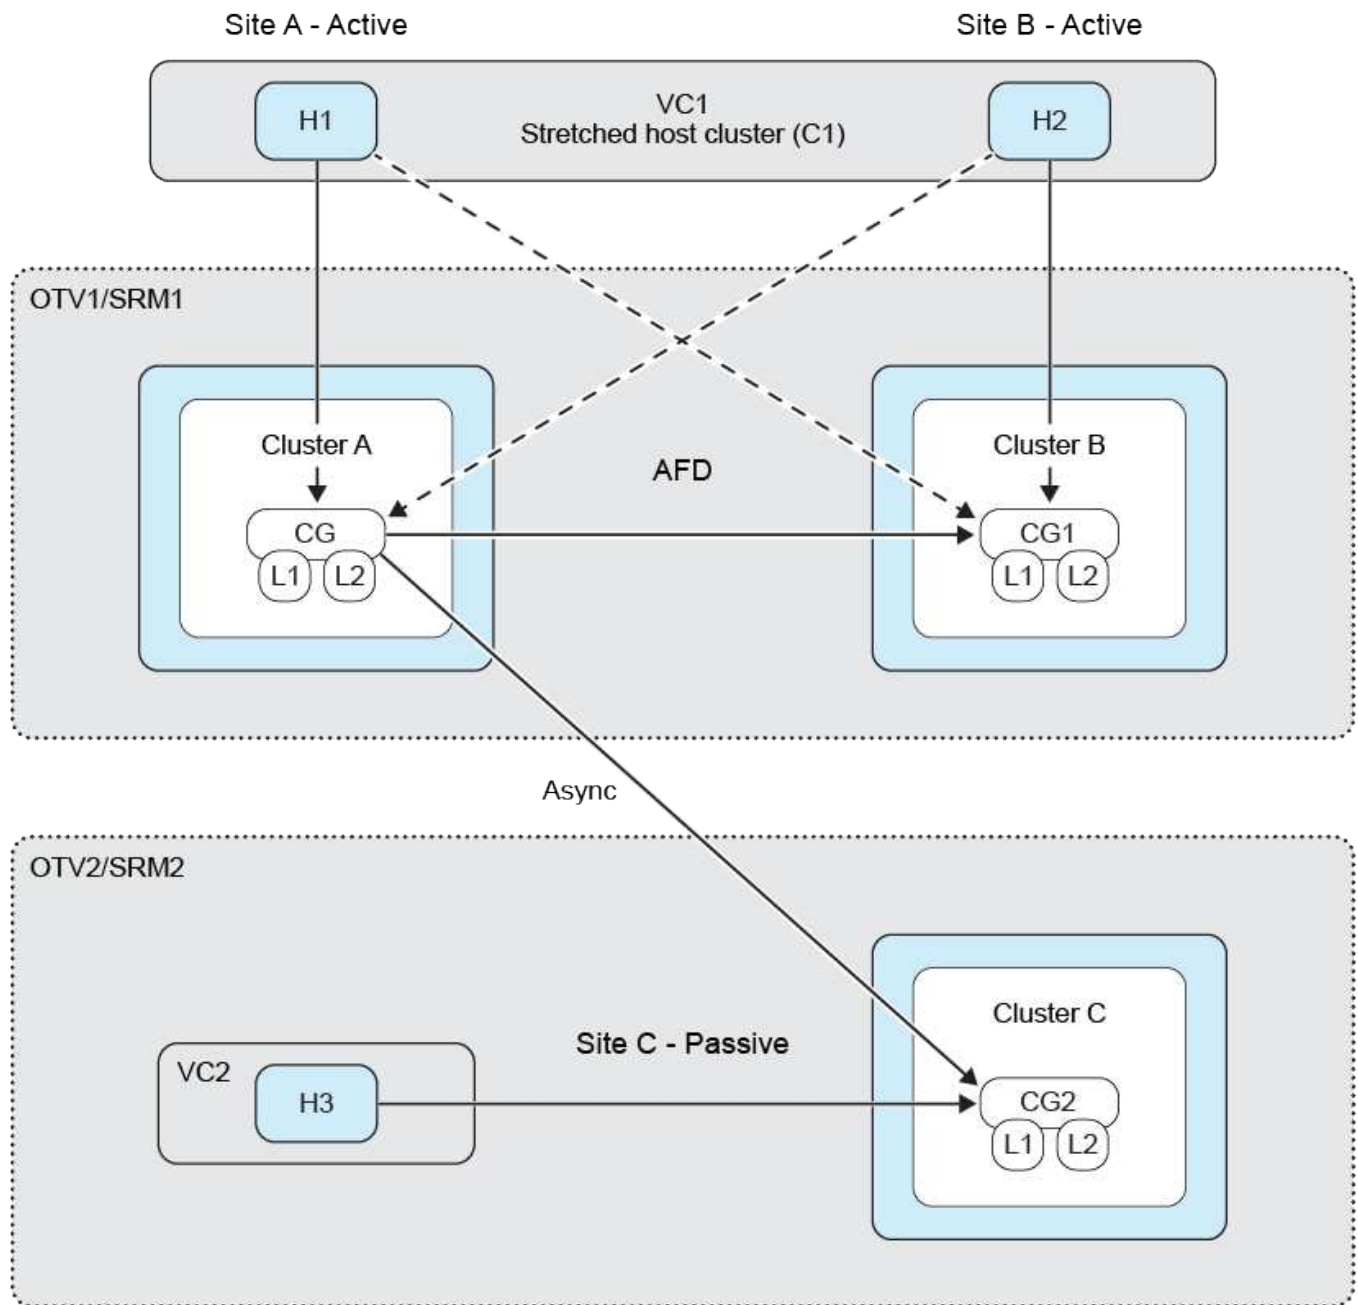 Site A - Active
Site B - Active
H1
VC1
Stretched host cluster (C1)
H2
OTV1/SRM1
Cluster A
AFD
Cluster B
CG
L1
L2
CG1
L1
L2
Async
OTV2/SRM2
Cluster C
Site C - Passive
VC2
H3
CG2
L1
L2